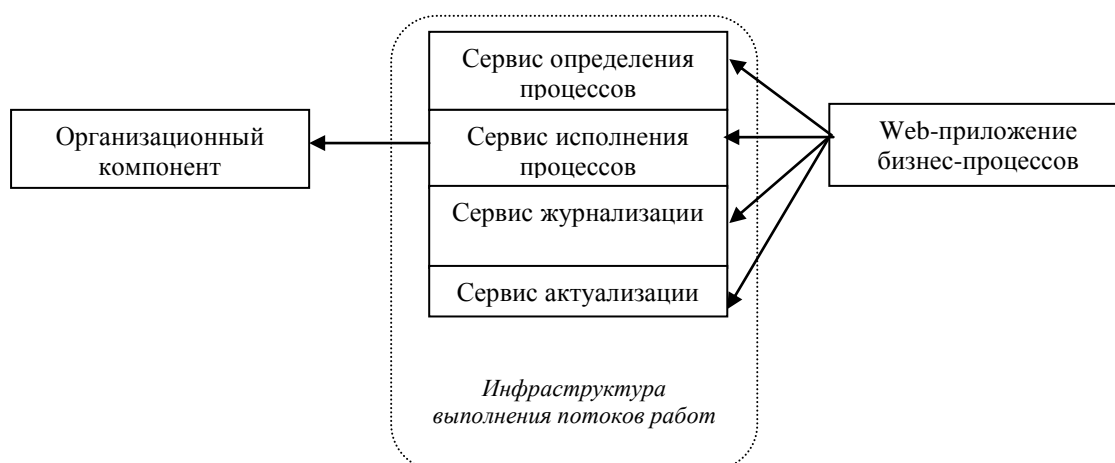 Сервис определения
процессов
Организационный
компонент
Сервис исполнения
процессов
Web-приложение
бизнес-процессов
Сервис журнализации
Сервис актуализации
Инфраструктура
выполнения потоков работ